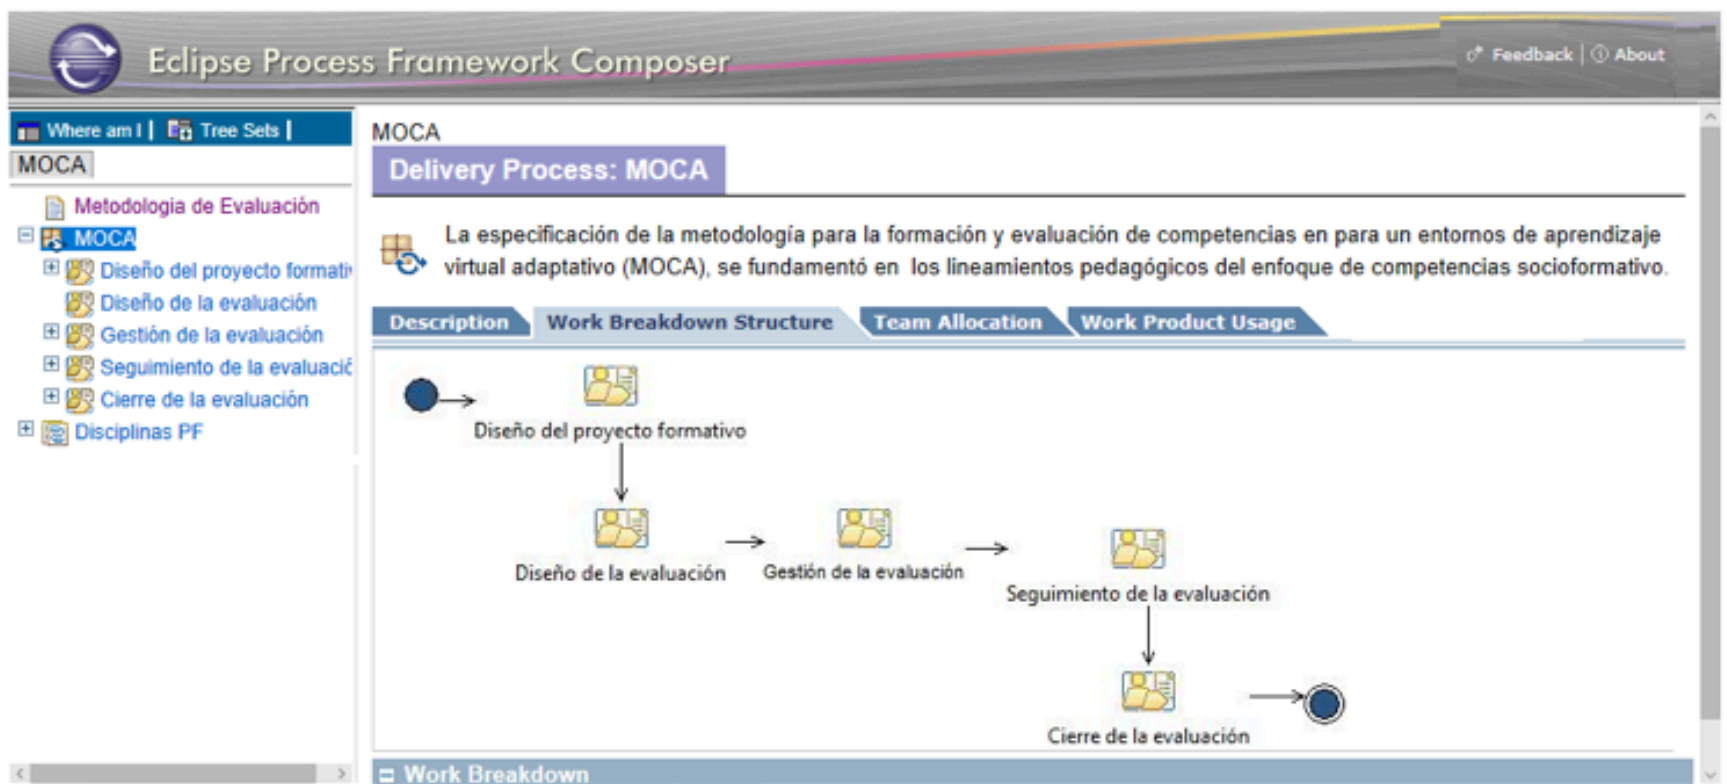 Eclipse Process Framework Composer
Feedback | About
Where am I | Tree Sets |
MOCA
Metodologia de Evaluación
MOCA
Diseño del proyecto formativ
Diseño de la evaluación
Gestión de la evaluación
Seguimiento de la evaluació
Cierre de la evaluación
Disciplinas PF
MOCA
Delivery Process: MOCA
La especificación de la metodología para la formación y evaluación de competencias en para un entornos de aprendizaje
virtual adaptativo (MOCA), se fundamentó en los lineamientos pedagógicos del enfoque de competencias socioformativo.
Description Work Breakdown Structure Team Allocation Work Product Usage
Diseño del proyecto formativo
Diseño de la evaluación
Gestión de la evaluación
Seguimiento de la evaluación
Cierre de la evaluación
Work Breakdown